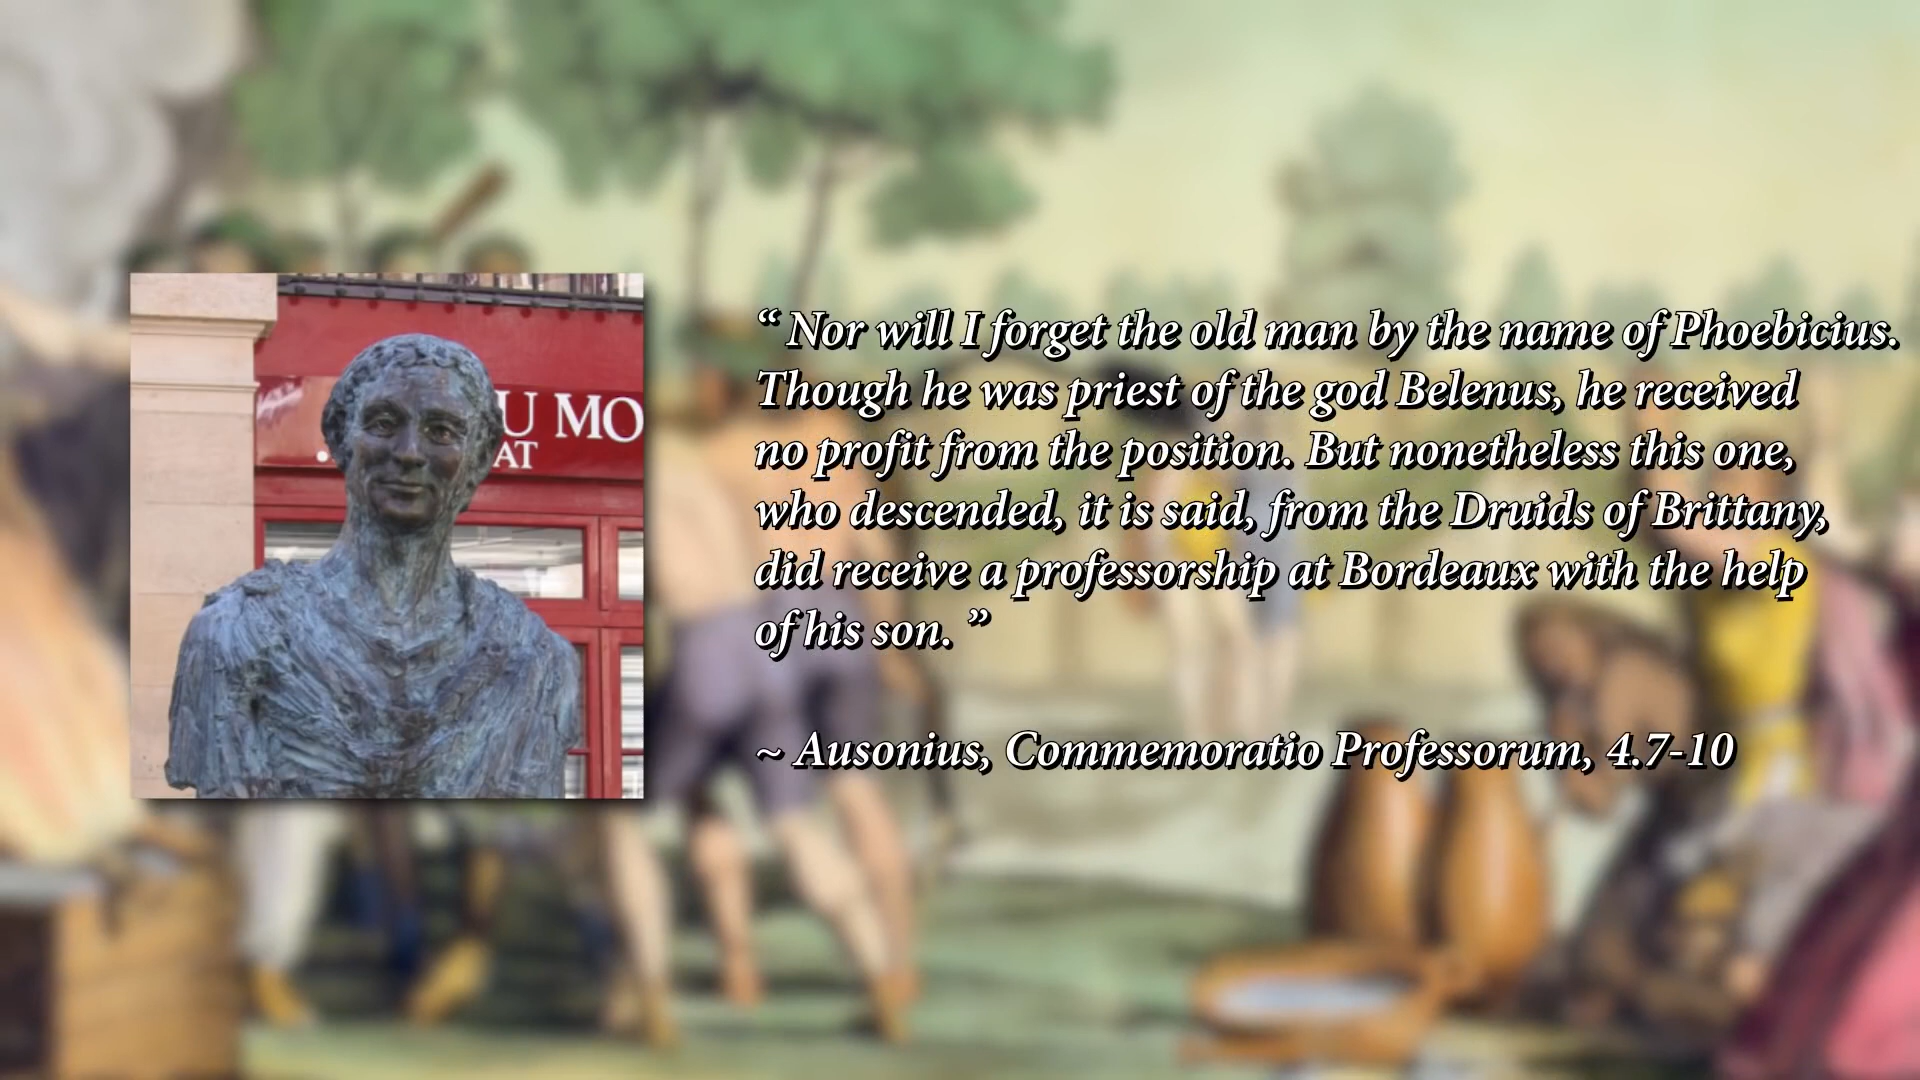 U MO
AT
“ Nor will I forget the old man by the name of Phoebicius.
Though he was priest of the god Belenus, he received
no profit from the position. But nonetheless this one,
who descended, it is said, from the Druids of Brittany,
did receive a professorship at Bordeaux with the help
of his son. ”
~ Ausonius, Commemoratio Professorum, 4.7-10